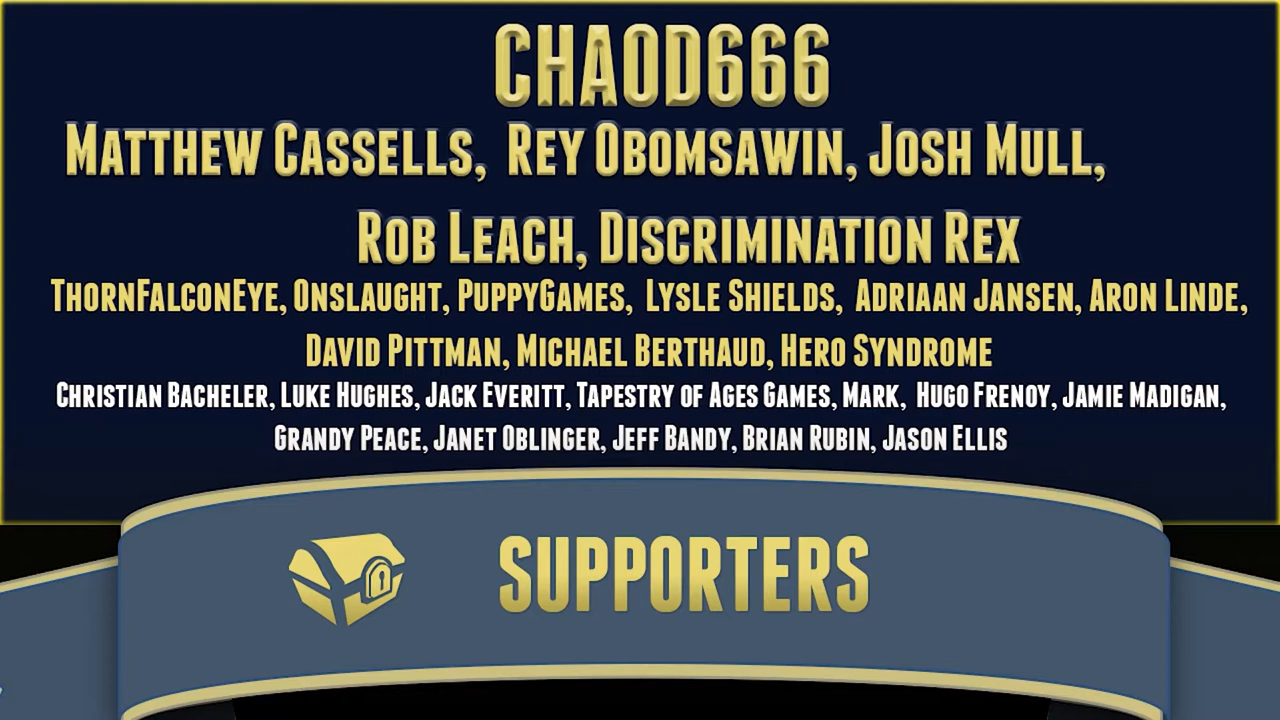 CHAOD666
MATTHEW CASSELLS, REY OBOMSAWIN, JOSH MULL,
ROB LEACH, DISCRIMINATION REX
THORNFALCONEYE, ONSLAUGHT, PUPPYGAMES, LYSLE SHIELDS, ADRIAAN JANSEN, ARON LINDE,
DAVID PITTMAN, MICHAEL BERTHAUD, HERO SYNDROME
CHRISTIAN BACHELER, LUKE HUGHES, JACK EVERITT, TAPESTRY OF AGES GAMES, MARK, HUGO FRENOY, JAMIE MADIGAN,
GRANDY PEACE, JANET OBLINGER, JEFF BANDY, BRIAN RUBIN, JASON ELLIS
SUPPORTERS